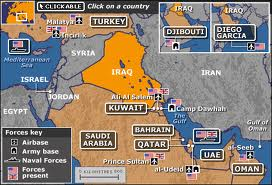 CLICKABLE Click on a country
Malatya
TURKEY
Incirlik
DJIBOUTI
DIEGO
GARCIA
Mediterranean
Sea
SYRIA
IRAQ
IRAN
ISRAEL
JORDAN
Ali Al Salem
KUWAIT
Camp Dawhah
EGYPT
The
Gulf
Forces key
Airbase
Army base
Naval Forces
Forces
present
SAUDI
ARABIA
BAHRAIN
QATAR
Gulf of
Oman
Prince Sultan
UAE
al-Seeb
al-Udeid
OMAN